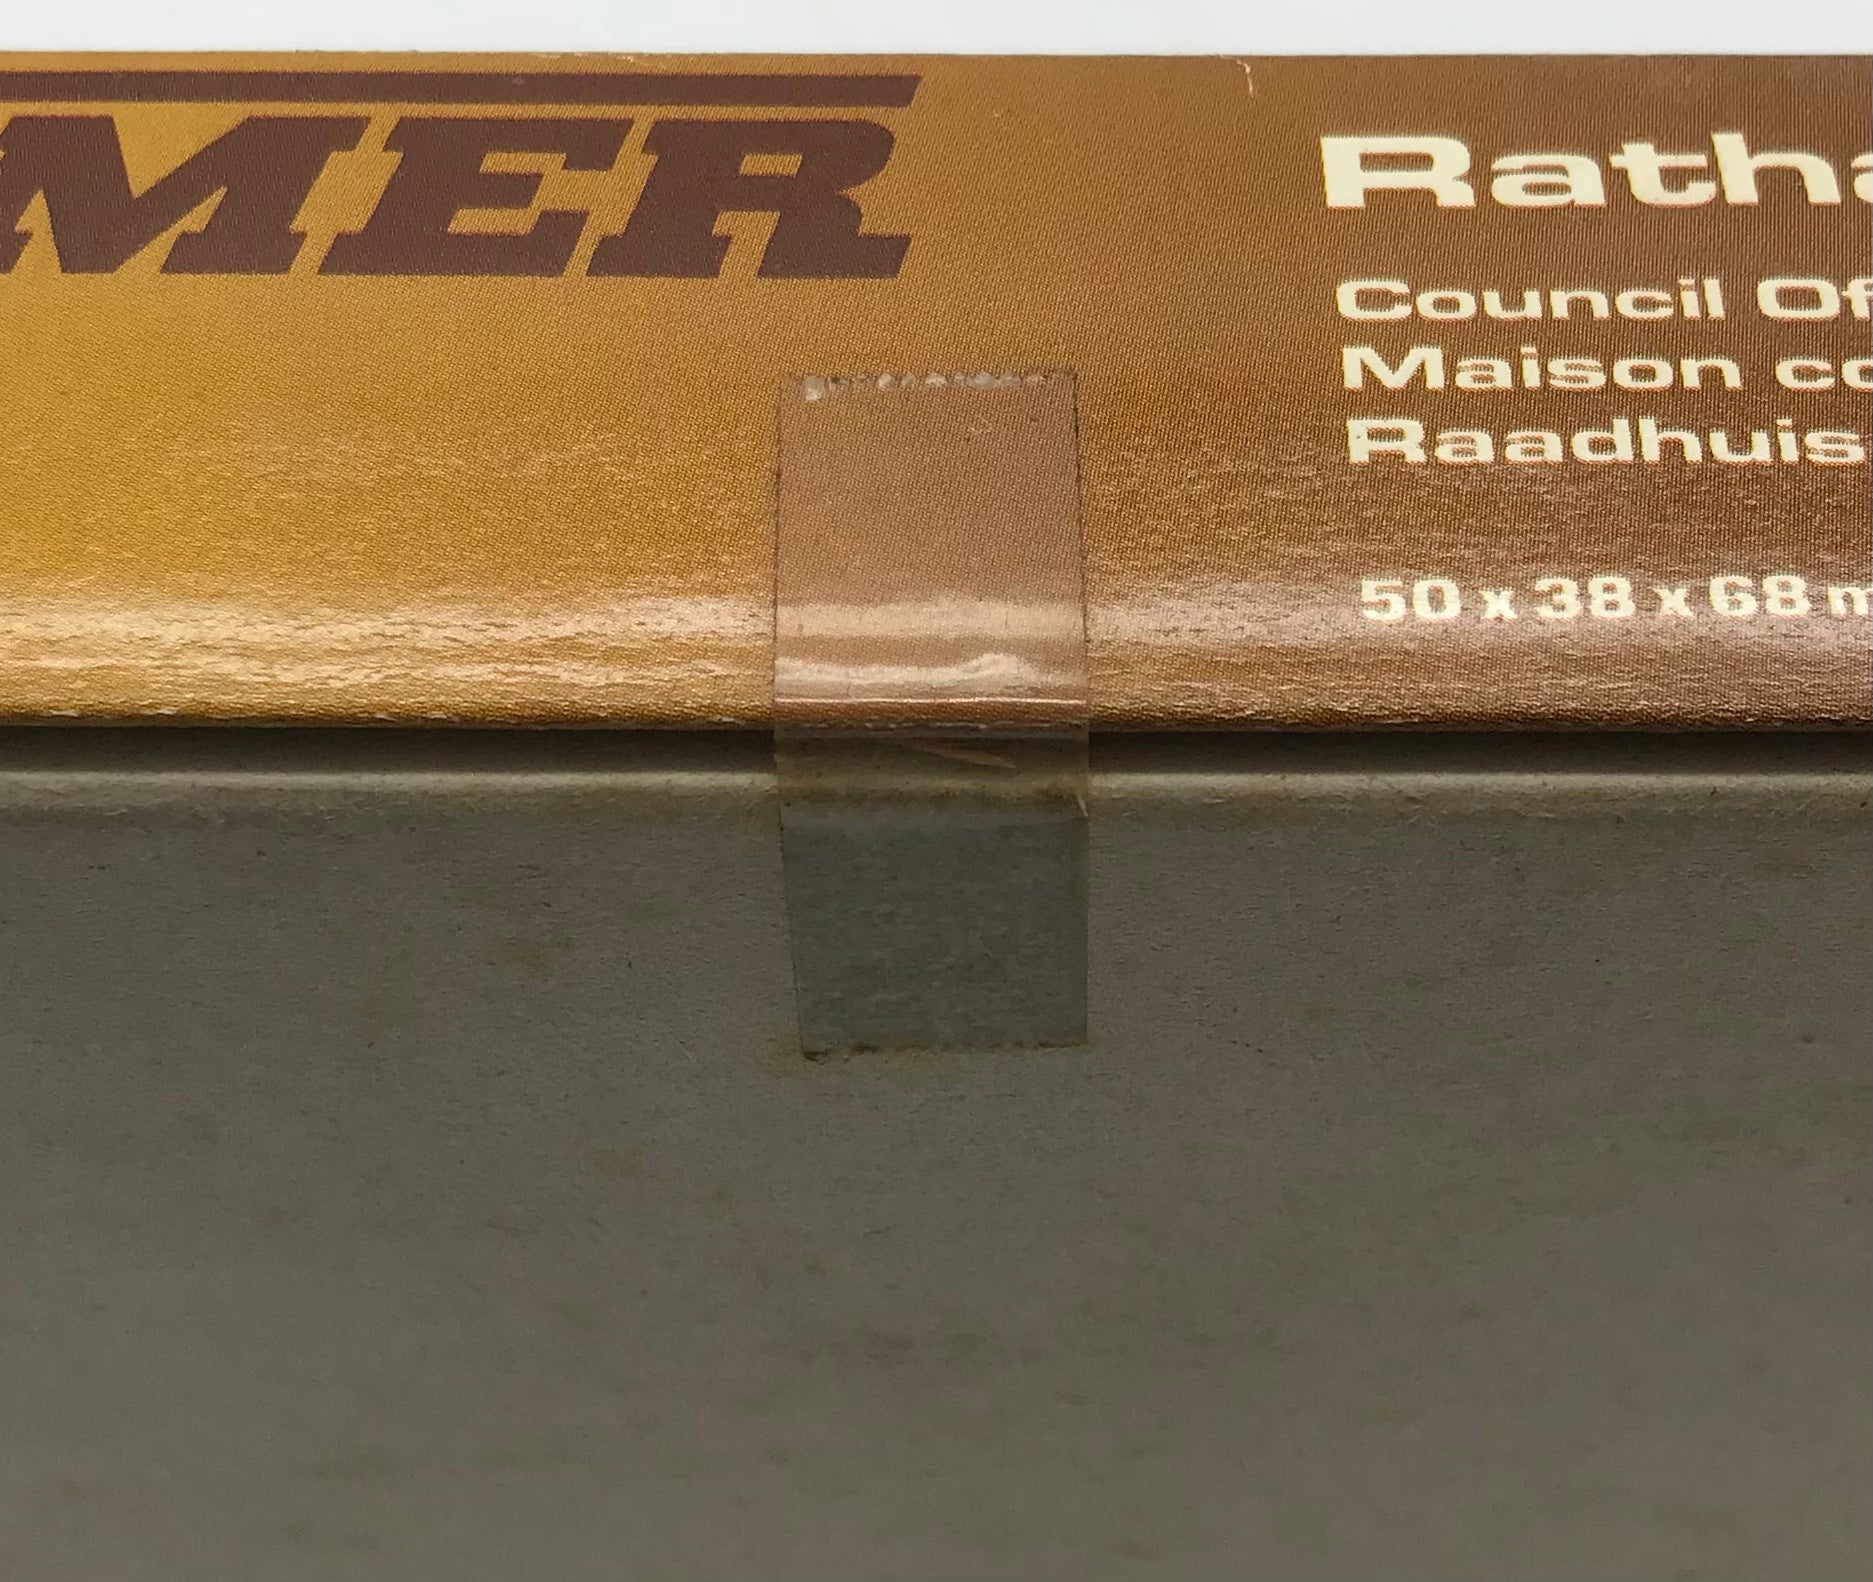 MER
Ratha
Council Of
Maison co
Raadhuis
50 x 38 x 68 m